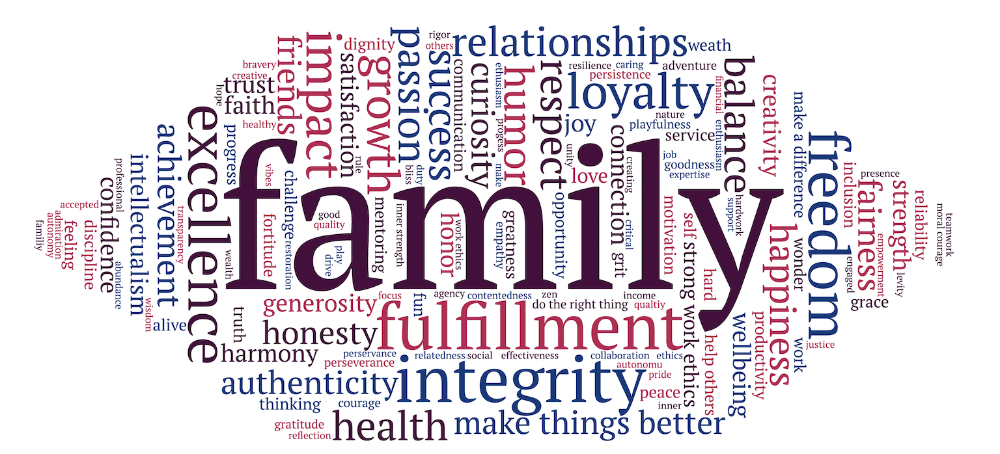 rigor
relationships
weath
others
dignity
impact
friends
passion
success
satisfaction
growth
communication
curiosity
ethusiasm
humor
respect
resilience
caring
adventure
persistence
loyalty
financial
balance
creativity
bravery
creative
trust
hope
faith
healthy
progess
make
nature
joy
playfulness
enthusiasm
service
make a difference
unity
connection
job
goodness
expertise
love
creating
excellence
achievement
progress
intellectualism
professional
vibes
challenge
rule
bliss
duty
family
freedom
inclusion
presence
fairness
strength
reliability
teamwork
moral courage
accepted
admiration
autonomy
familiy
feeling
discipline
confidence
transparency
abundance
wisdom
alive
wealth
fortitude
restoration
good
quality
play
drive
mentoring
inner strength
honor
work ethics
greatness
empathy
opportunity
critical
grit
motivation
self
strong work ethics
hardwork
support
hard
happiness
wonder
engaged
empowerment
levity
grace
go
generosity
focus
fun
agency
contentedness
zen
do the right thing
income
qualtiy
truth
honesty
fulfillment
harmony
perservance
perseverance
relatedness
social
effectiveness
collaboration
ethics
autonomu
pride
help others
wellbeing
productivity
work
justice
authenticity
integrity
peace
inner
thinking
courage
gratitude
reflection
health
make things better